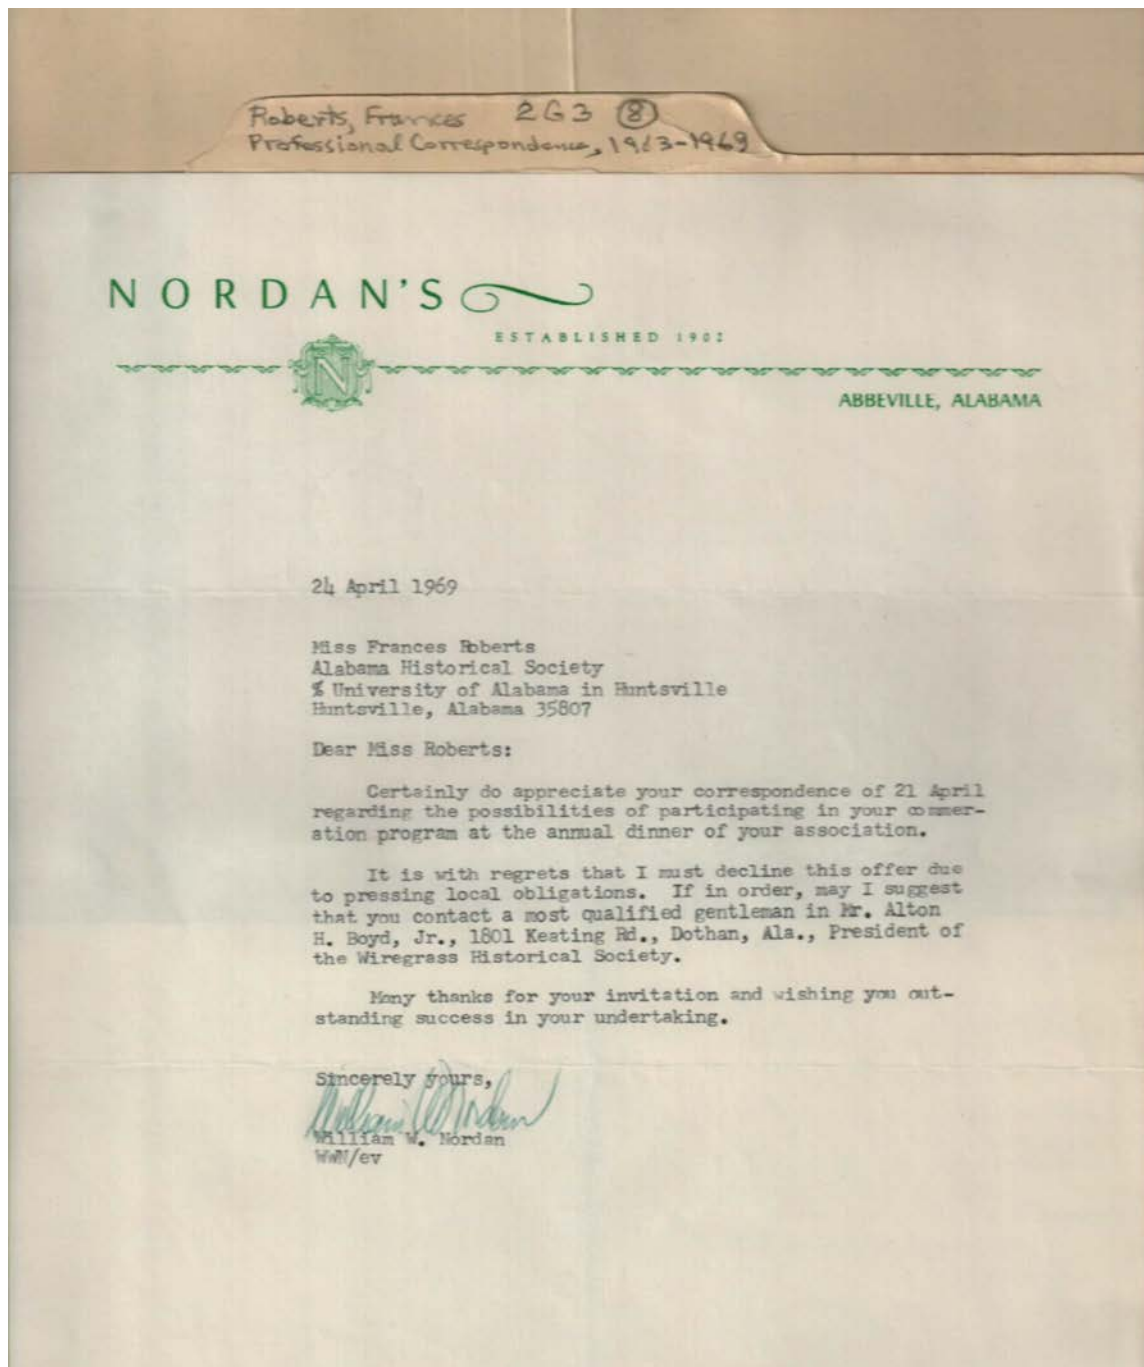 Roberts, Frances 2G3 8
Professional Correspondence, 1963-1969
NORDAN'S
ESTABLISHED 1902
N
ABBEVILLE, ALABAMA
24 April 1969
Miss Frances Roberts
Alabama Historical Society
% University of Alabama in Huntsville
Huntsville, Alabama 35807
Dear Miss Roberts:
Certainly do appreciate your correspondence of 21 April
regarding the possibilities of participating in your commer-
ation program at the annual dinner of your association.
It is with regrets that I must decline this offer due
to pressing local obligations. If in order, may I suggest
that you contact a most qualified gentleman in Mr. Alton
H. Boyd, Jr., 1801 Keating Rd., Dothan, Ala., President of
the Wiregrass Historical Society.
Many thanks for your invitation and wishing you out-
standing success in your undertaking.
Sincerely yours,
William W Nordan
William W. Nordan
WWN/ev